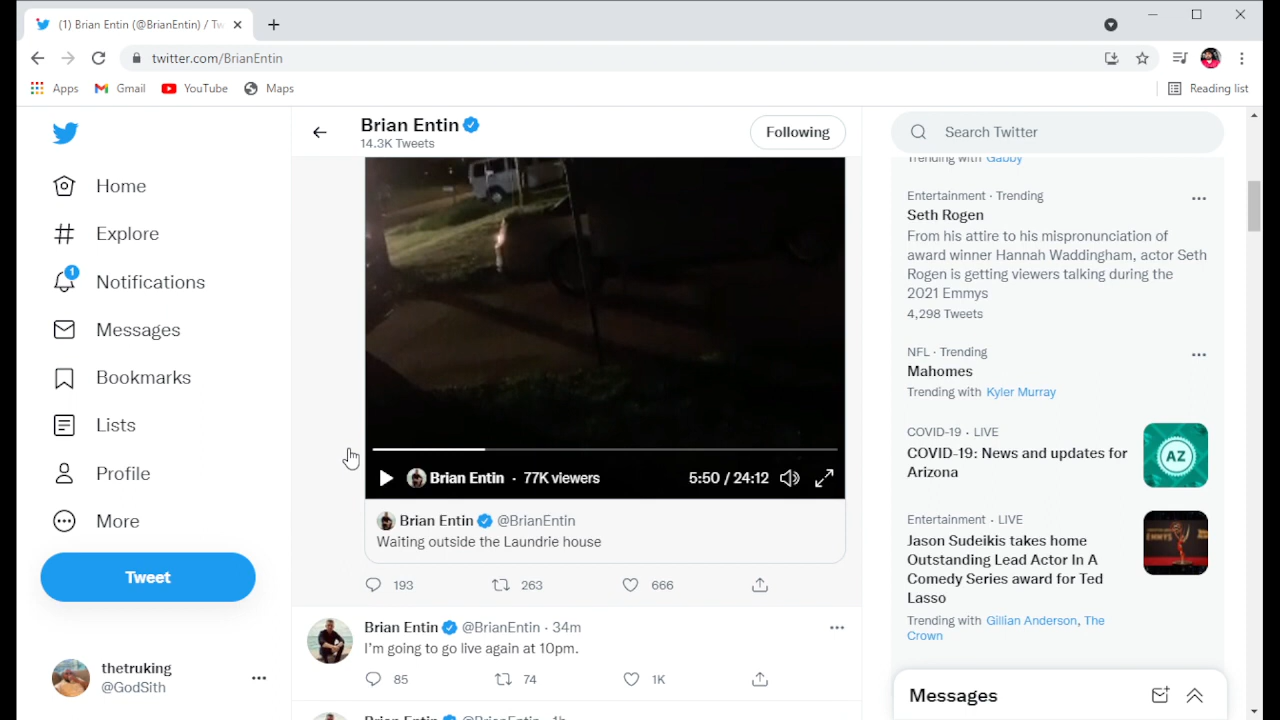 (1) Brian Entin (@BrianEntin) / Tw
twitter.com/BrianEntin
Apps
Gmail
YouTube
Maps
Reading list
Home
Explore
1
Notifications
Messages
Bookmarks
Lists
Profile
More
Tweet
thetruking
@GodSith
Brian Entin
14.3K Tweets
Following
Brian Entin · 77K viewers
5:50 / 24:12
Brian Entin @BrianEntin
Waiting outside the Laundrie house
193
263
666
Brian Entin @BrianEntin · 34m
I'm going to go live again at 10pm.
85
74
1K
Brian Entin @BrianEntin · 1h
Search Twitter
Trending with Gabby
Entertainment · Trending
Seth Rogen
From his attire to his mispronunciation of
award winner Hannah Waddingham, actor Seth
Rogen is getting viewers talking during the
2021 Emmys
4,298 Tweets
NFL · Trending
Mahomes
Trending with Kyler Murray
COVID-19 · LIVE
COVID-19: News and updates for
Arizona
AZ
Entertainment · LIVE
Jason Sudeikis takes home
Outstanding Lead Actor In A
Comedy Series award for Ted
Lasso
Trending with Gillian Anderson, The
Crown
Messages